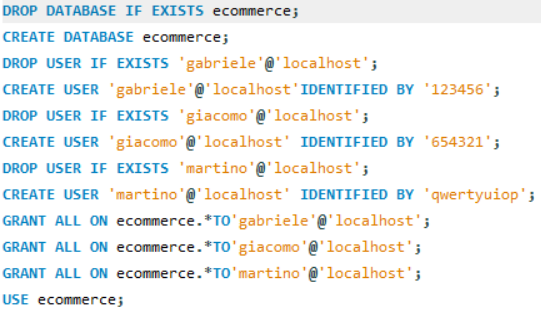 DROP DATABASE IF EXISTS ecommerce;
CREATE DATABASE ecommerce;
DROP USER IF EXISTS 'gabriele'@'localhost';
CREATE USER 'gabriele'@'localhost'IDENTIFIED BY '123456';
DROP USER IF EXISTS 'giacomo'@'localhost';
CREATE USER 'giacomo'@'localhost' IDENTIFIED BY '654321';
DROP USER IF EXISTS 'martino'@'localhost';
CREATE USER 'martino'@'localhost' IDENTIFIED BY 'qwertyuiop';
GRANT ALL ON ecommerce.*TO'gabriele'@'localhost';
GRANT ALL ON ecommerce.*TO'giacomo'@'localhost';
GRANT ALL ON ecommerce.*TO'martino'@'localhost';
USE ecommerce;